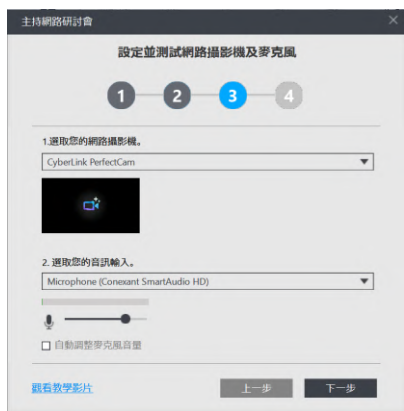 主持網路研討會
設定並測試網路攝影機及麥克風
1 2 3 4
1.選取您的網路攝影機。
CyberLink PerfectCam
2. 選取您的音訊輸入。
Microphone (Conexant SmartAudio HD)
自動調整麥克風音量
觀看教學影片 上一步 下一步